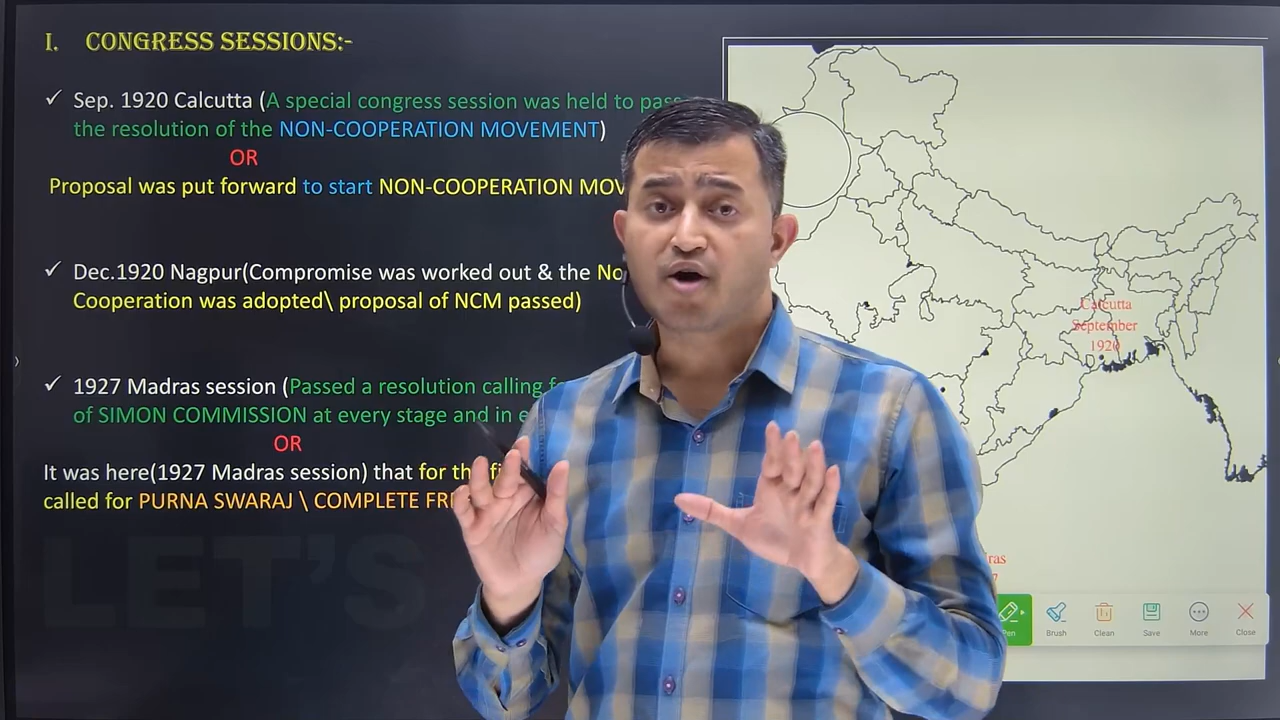 I. CONGRESS SESSIONS:-
✓ Sep. 1920 Calcutta (A special congress session was held to pass
the resolution of the NON-COOPERATION MOVEMENT)
OR
Proposal was put forward to start NON-COOPERATION
✓ Dec.1920 Nagpur(Compromise was worked out & the
Cooperation was adopted\ proposal of NCM passed)
✓ 1927 Madras session (Passed a resolution calling
of SIMON COMMISSION at every stage and in
OR
It was here(1927 Madras session) that for the
called for PURNA SWARAJ \ COMPLETE
LET'S
Calcutta
September
1920
Pen
Brush
Clean
Save
More
Close